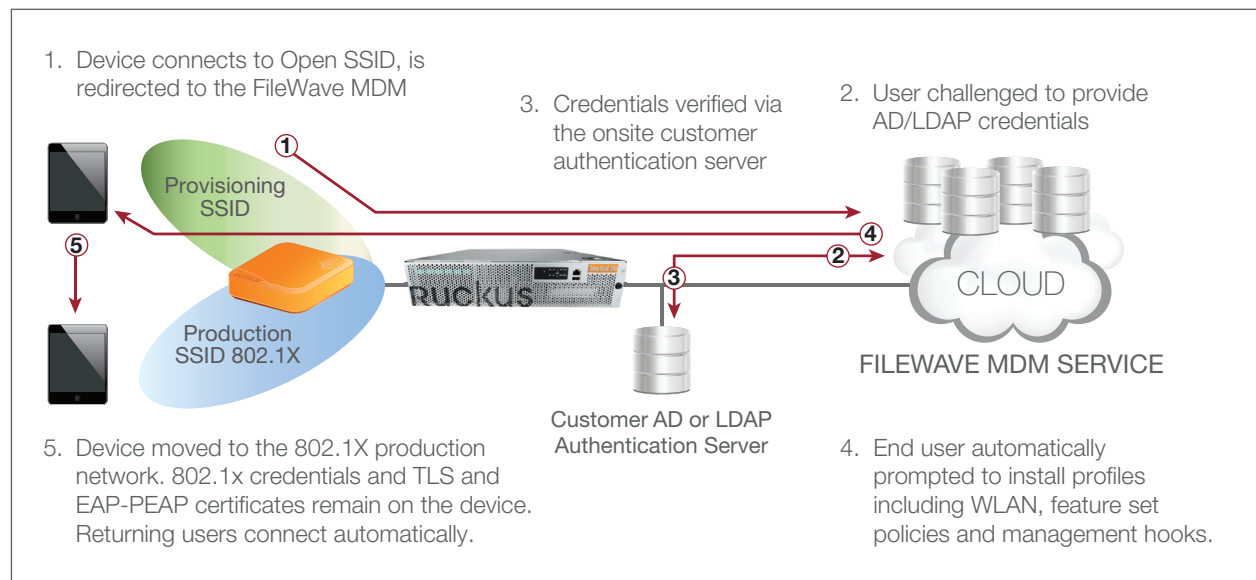 1. Device connects to Open SSID, is
redirected to the FileWave MDM
3. Credentials verified via
the onsite customer
authentication server
2. User challenged to provide
AD/LDAP credentials
1
Provisioning
SSID
4
5
2
3
RUCKUS
CLOUD
Production
SSID 802.1X
FILEWAVE MDM SERVICE
Customer AD or LDAP
Authentication Server
5. Device moved to the 802.1X production
network. 802.1x credentials and TLS and
EAP-PEAP certificates remain on the device.
Returning users connect automatically.
4. End user automatically
prompted to install profiles
including WLAN, feature set
policies and management hooks.